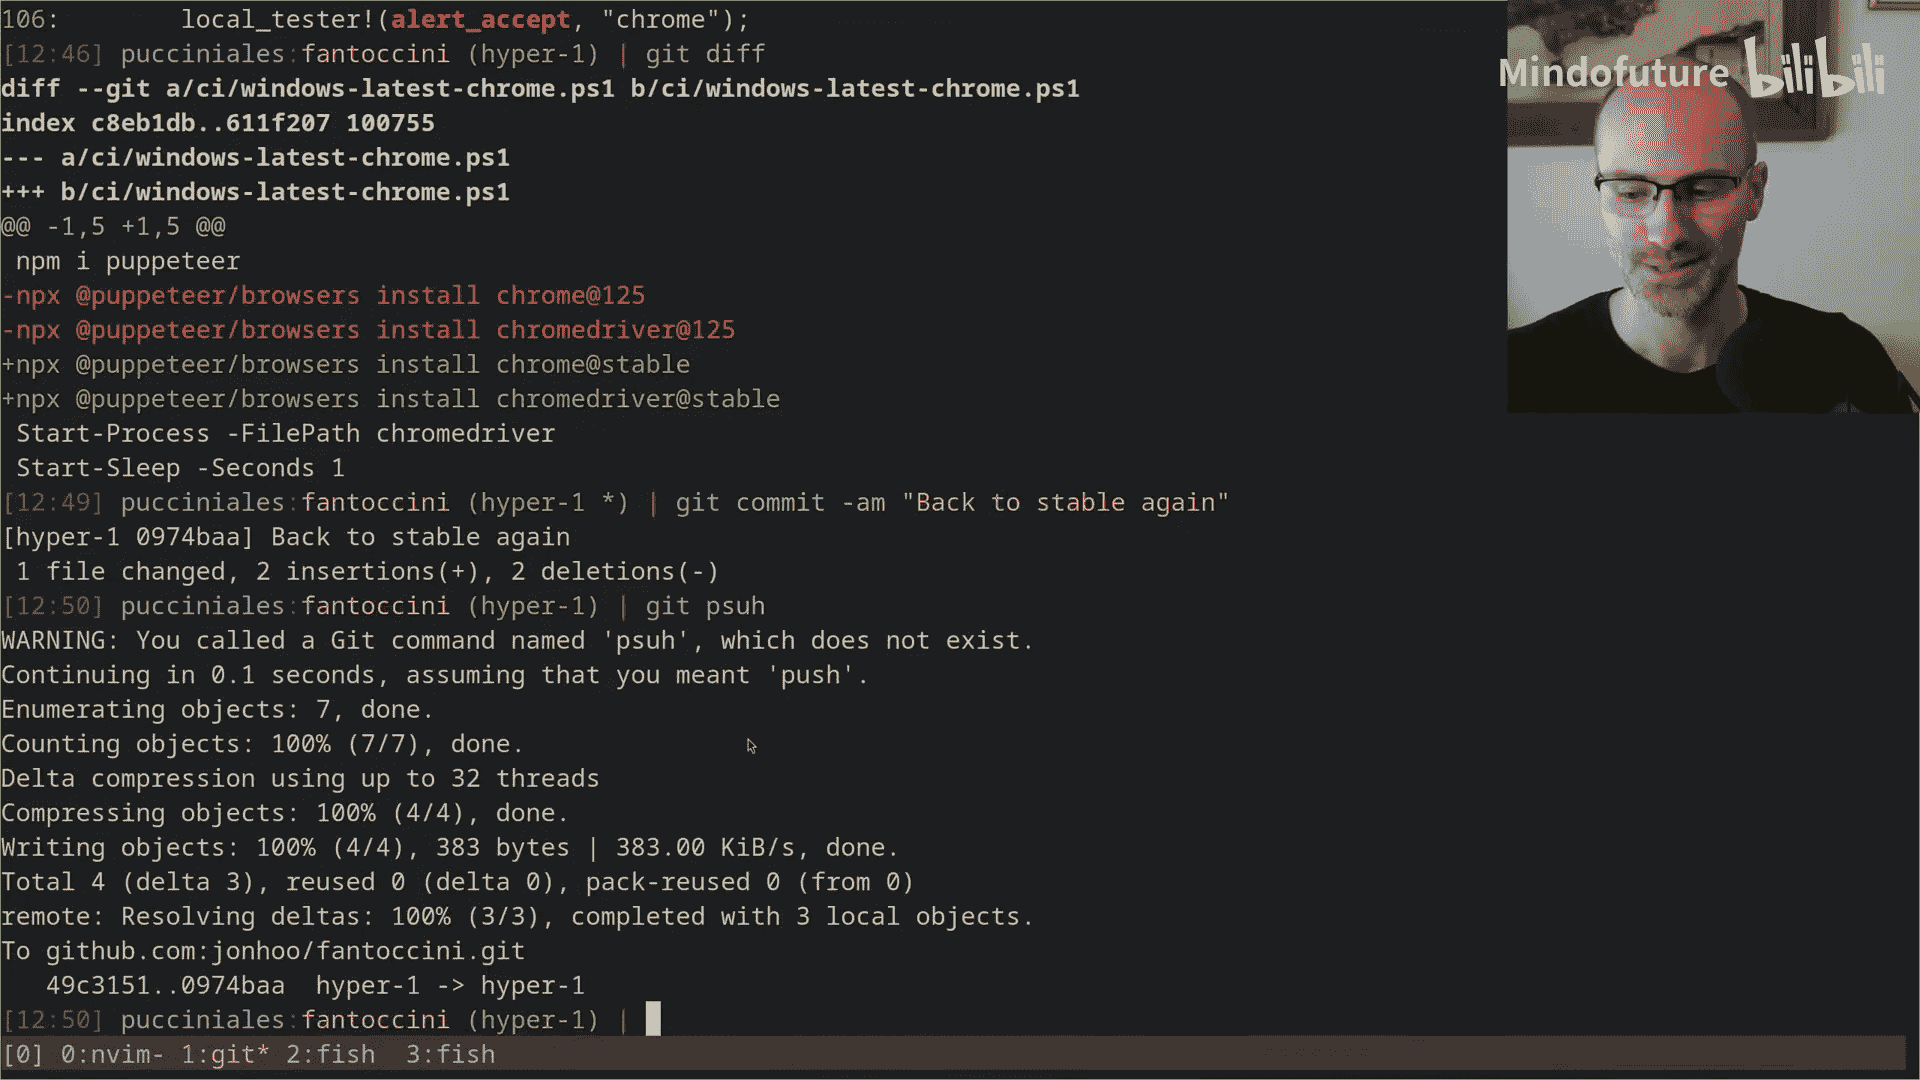 106:        local_tester!(alert_accept, "chrome");
[12:46] pucciniales:fantoccini (hyper-1) | git diff
diff --git a/ci/windows-latest-chrome.ps1 b/ci/windows-latest-chrome.ps1
index c8eb1db..611f207 100755
--- a/ci/windows-latest-chrome.ps1
+++ b/ci/windows-latest-chrome.ps1
@@ -1,5 +1,5 @@
 npm i puppeteer
-npx @puppeteer/browsers install chrome@125
-npx @puppeteer/browsers install chromedriver@125
+npx @puppeteer/browsers install chrome@stable
+npx @puppeteer/browsers install chromedriver@stable
 Start-Process -FilePath chromedriver
 Start-Sleep -Seconds 1
[12:49] pucciniales:fantoccini (hyper-1 *) | git commit -am "Back to stable again"
[hyper-1 0974baa] Back to stable again
 1 file changed, 2 insertions(+), 2 deletions(-)
[12:50] pucciniales:fantoccini (hyper-1) | git psuh
WARNING: You called a Git command named 'psuh', which does not exist.
Continuing in 0.1 seconds, assuming that you meant 'push'.
Enumerating objects: 7, done.
Counting objects: 100% (7/7), done.
Delta compression using up to 32 threads
Compressing objects: 100% (4/4), done.
Writing objects: 100% (4/4), 383 bytes | 383.00 KiB/s, done.
Total 4 (delta 3), reused 0 (delta 0), pack-reused 0 (from 0)
remote: Resolving deltas: 100% (3/3), completed with 3 local objects.
To github.com:jonhoo/fantoccini.git
   49c3151..0974baa  hyper-1 -> hyper-1
[12:50] pucciniales:fantoccini (hyper-1) |
[0] 0:nvim- 1:git* 2:fish  3:fish
Mindofuture bilibili